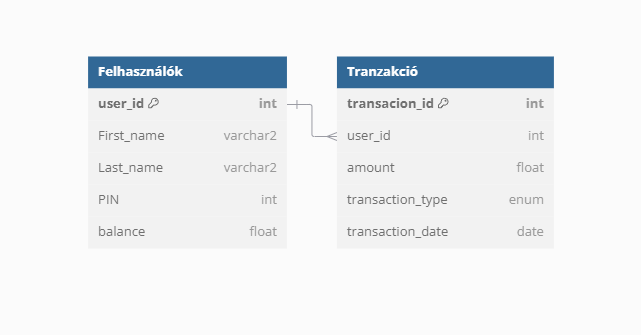 Felhasználók
user_id int
First_name varchar2
Last_name varchar2
PIN int
balance float
Tranzakció
transacion_id int
user_id int
amount float
transaction_type enum
transaction_date date